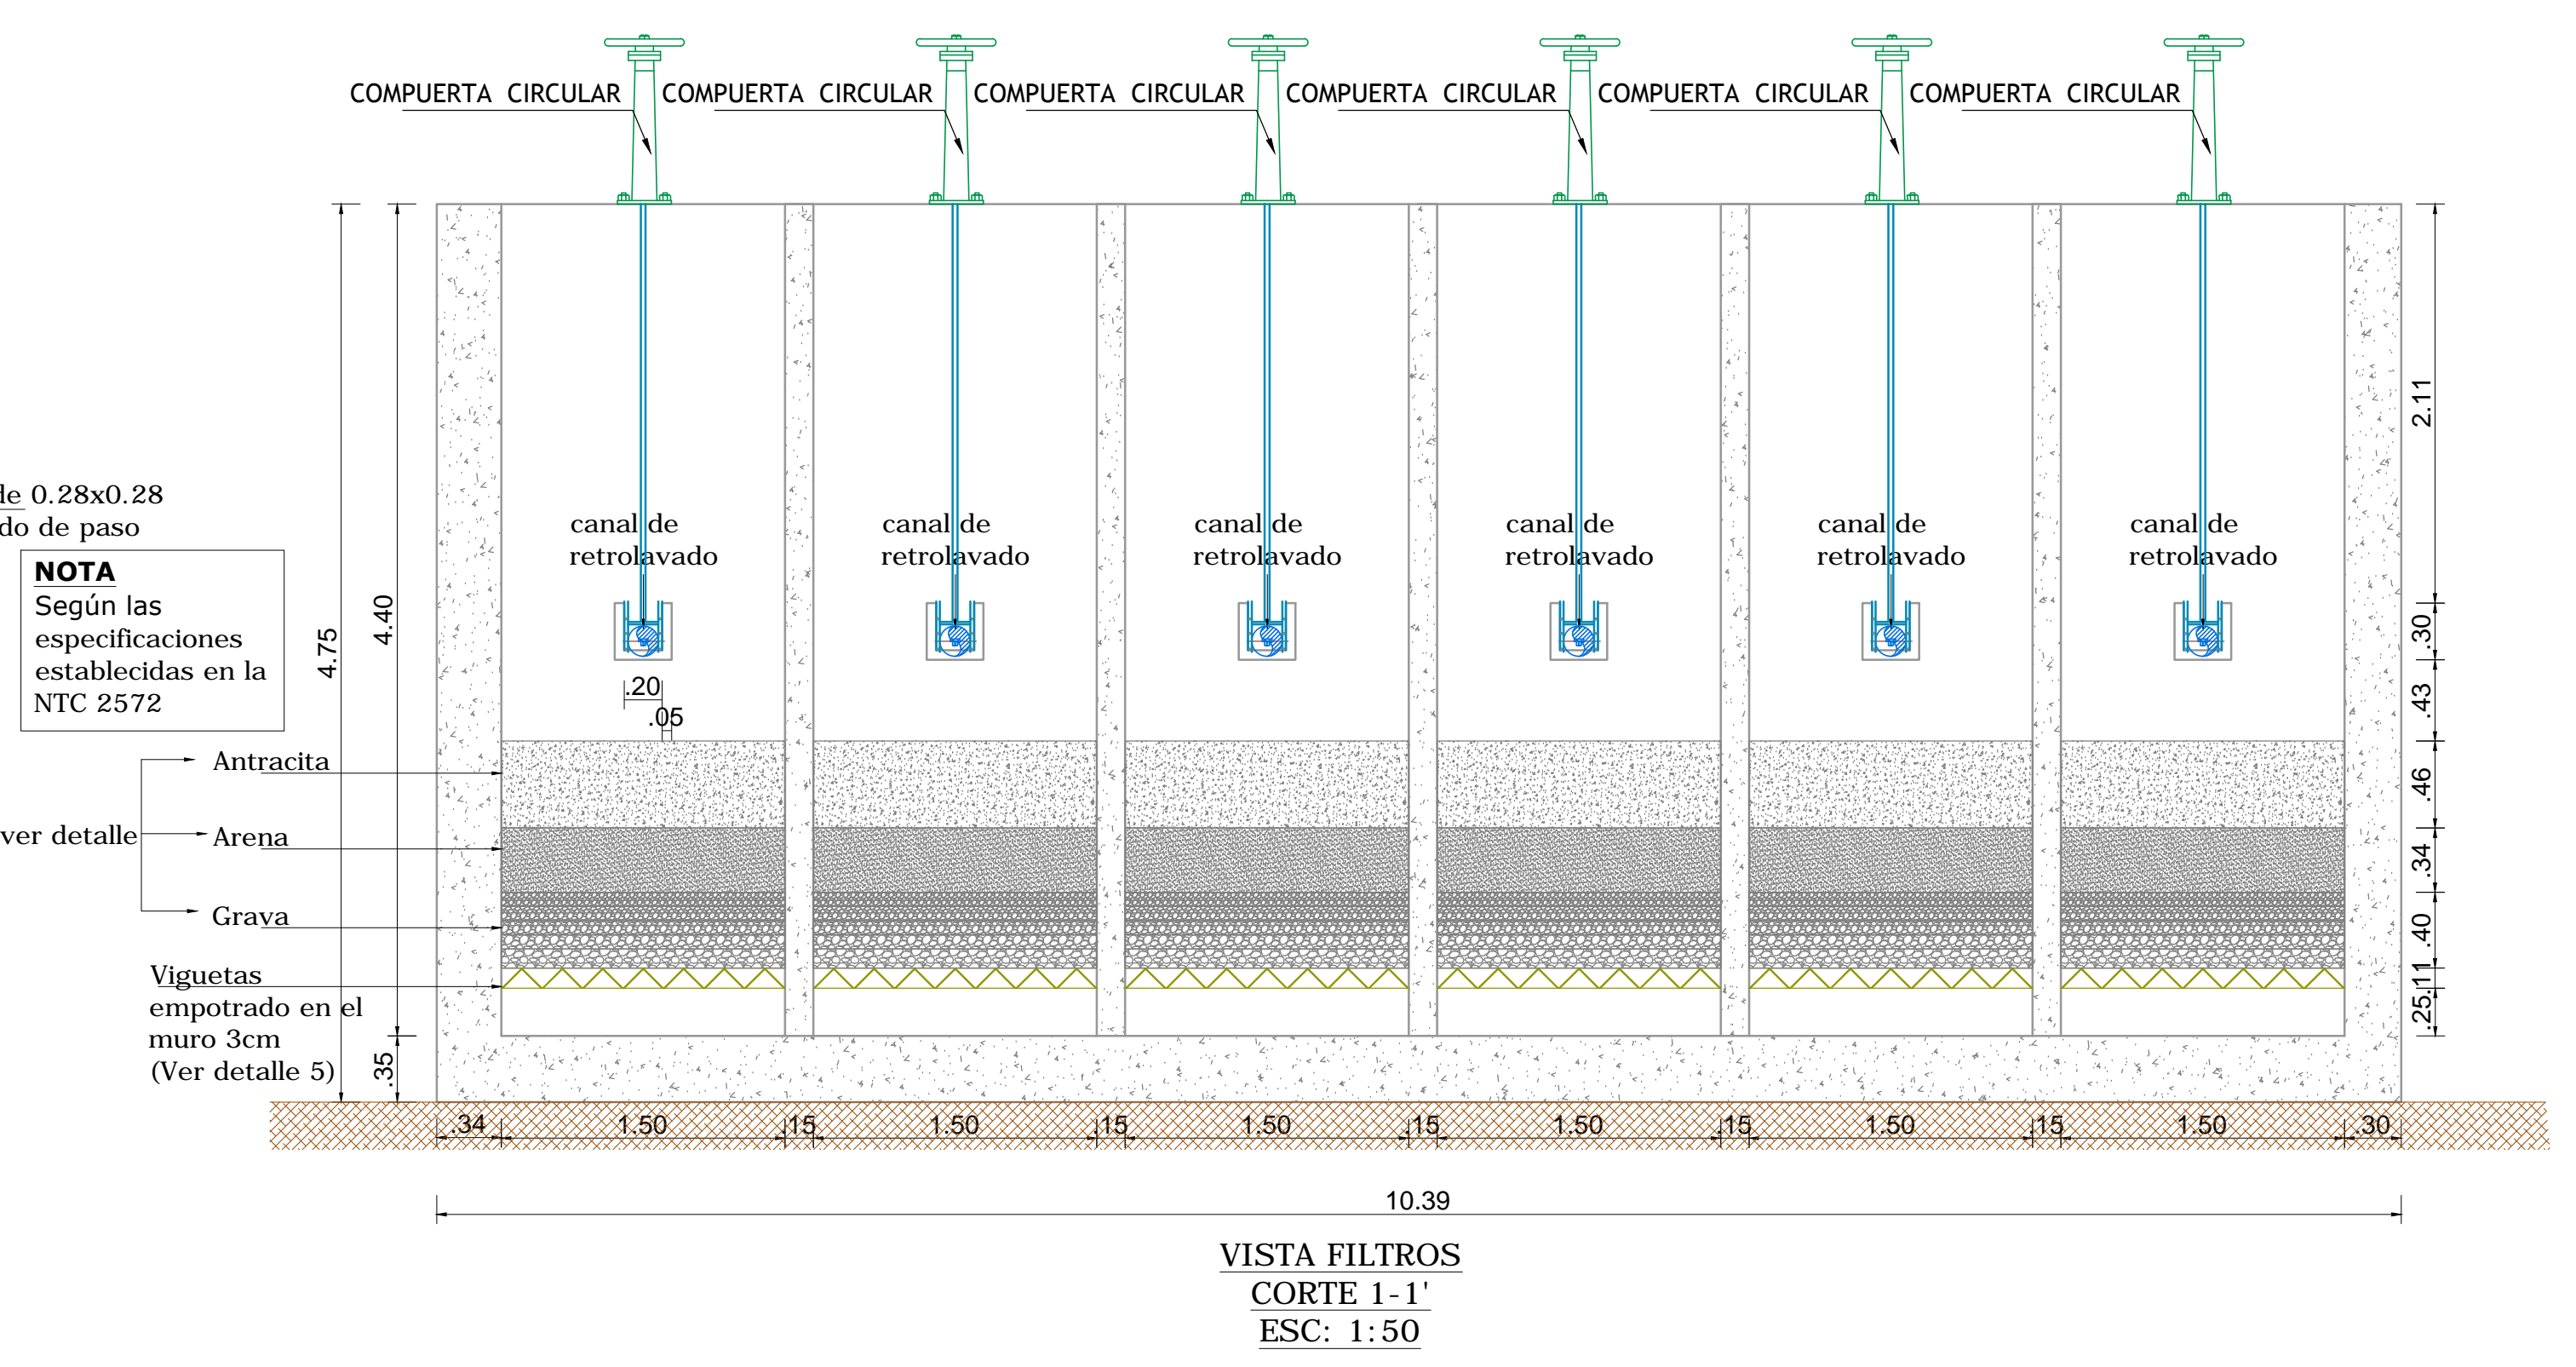 COMPUERTA CIRCULAR COMPUERTA CIRCULAR COMPUERTA CIRCULAR COMPUERTA CIRCULAR COMPUERTA CIRCULAR COMPUERTA CIRCULAR
de 0.28x0.28
do de paso
NOTA
Según las
especificaciones
establecidas en la
NTC 2572
4.75
4.40
.35
canal de
retrolavado
canal de
retrolavado
canal de
retrolavado
canal de
retrolavado
canal de
retrolavado
canal de
retrolavado
.20
.05
2.11
.30
.43
.46
.34
.40
.11
.25
Antracita
ver detalle
Arena
Grava
Viguetas
empotrado en el
muro 3cm
(Ver detalle 5)
.34 1.50 .15 1.50 .15 1.50 .15 1.50 .15 1.50 .15 1.50 .30
10.39
VISTA FILTROS
CORTE 1-1'
ESC: 1:50